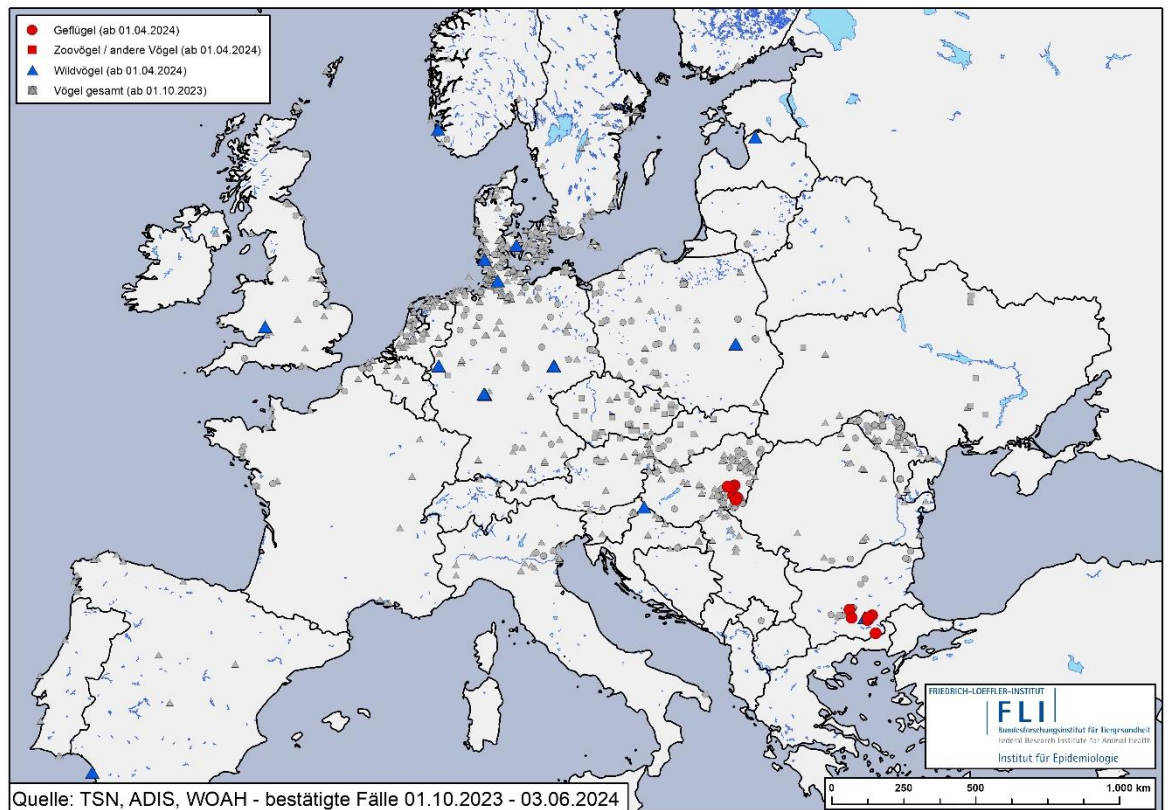 Geflügel (ab 01.04.2024)
Zoovögel / andere Vögel (ab 01.04.2024)
Wildvögel (ab 01.04.2024)
Vögel gesamt (ab 01.10.2023)
FRIEDRICH-LOEFFLER-INSTITUT
FLI
Bundesforschungsinstitut für Tiergesundheit
Federal Research Institute for Animal Health
Institut für Epidemiologie
Quelle: TSN, ADIS, WOAH - bestätigte Fälle 01.10.2023 - 03.06.2024
0 250 500 1.000 km